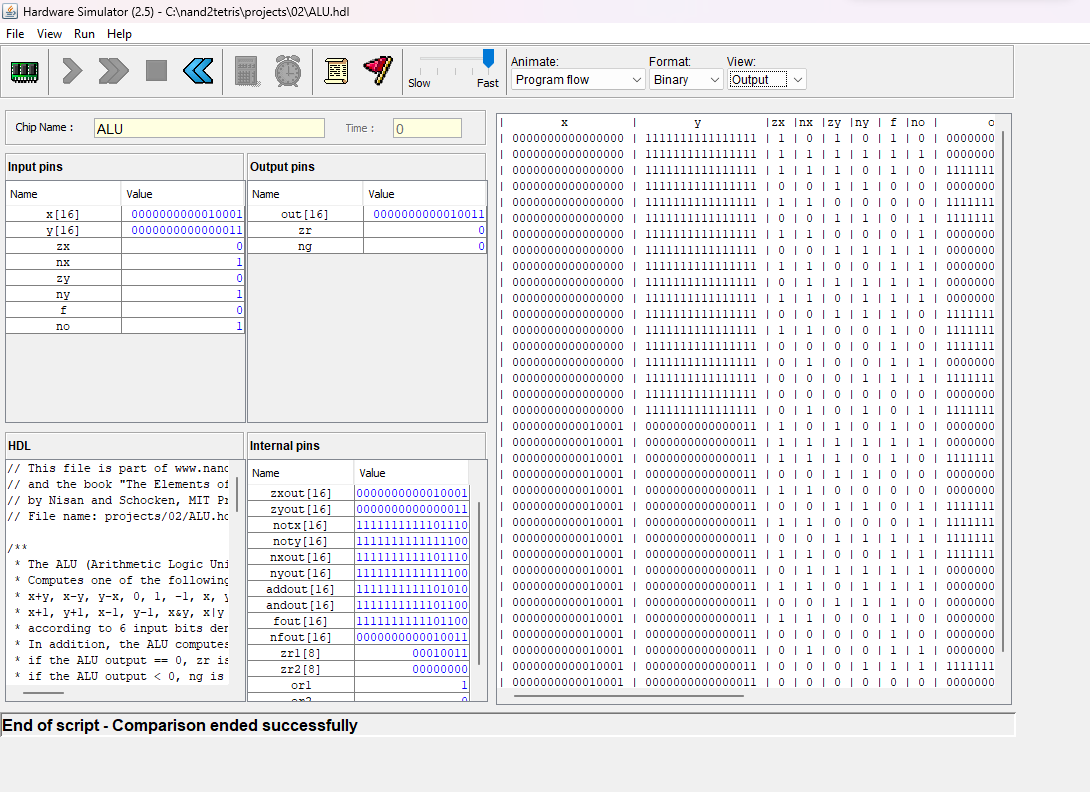 Hardware Simulator (2.5) - C:\nand2tetris\projects\02\ALU.hdl
File View Run Help
Slow Fast
Animate: Format: View:
Program flow Binary Output
Chip Name : ALU Time : 0
Input pins
Name Value
x[16] 0000000000010001
y[16] 0000000000000011
zx 0
nx 1
zy 0
ny 1
f 0
no 1
Output pins
Name Value
out[16] 0000000000010011
zr 0
ng 0
HDL
// This file is part of www.nand
// and the book "The Elements of
// by Nisan and Schocken, MIT Pr
// File name: projects/02/ALU.hd
/**
* The ALU (Arithmetic Logic Uni
* Computes one of the following
* x+y, x-y, y-x, 0, 1, -1, x, y
* x+1, y+1, x-1, y-1, x&y, x|y
* according to 6 input bits den
* In addition, the ALU computes
* if the ALU output == 0, zr is
* if the ALU output < 0, ng is
Internal pins
Name Value
zxout[16] 0000000000010001
zyout[16] 0000000000000011
notx[16] 1111111111101110
noty[16] 1111111111111100
nxout[16] 1111111111101110
nyout[16] 1111111111111100
addout[16] 1111111111101010
andout[16] 1111111111101100
fout[16] 1111111111101100
nfout[16] 0000000000010011
zr1[8] 00010011
zr2[8] 00000000
or1 1
or2 0
| x | y |zx |nx |zy |ny | f |no | o
| 0000000000000000 | 1111111111111111 | 1 | 0 | 1 | 0 | 1 | 0 | 0000000
| 0000000000000000 | 1111111111111111 | 1 | 1 | 1 | 1 | 1 | 1 | 0000000
| 0000000000000000 | 1111111111111111 | 1 | 1 | 1 | 0 | 1 | 0 | 1111111
| 0000000000000000 | 1111111111111111 | 0 | 0 | 1 | 1 | 0 | 0 | 0000000
| 0000000000000000 | 1111111111111111 | 1 | 1 | 0 | 0 | 0 | 0 | 1111111
| 0000000000000000 | 1111111111111111 | 0 | 0 | 1 | 1 | 0 | 1 | 1111111
| 0000000000000000 | 1111111111111111 | 1 | 1 | 0 | 0 | 0 | 1 | 0000000
| 0000000000000000 | 1111111111111111 | 0 | 0 | 1 | 1 | 1 | 1 | 0000000
| 0000000000000000 | 1111111111111111 | 1 | 1 | 0 | 0 | 1 | 1 | 0000000
| 0000000000000000 | 1111111111111111 | 0 | 1 | 1 | 1 | 1 | 1 | 0000000
| 0000000000000000 | 1111111111111111 | 1 | 1 | 0 | 1 | 1 | 1 | 0000000
| 0000000000000000 | 1111111111111111 | 0 | 0 | 1 | 1 | 1 | 0 | 1111111
| 0000000000000000 | 1111111111111111 | 1 | 1 | 0 | 0 | 1 | 0 | 1111111
| 0000000000000000 | 1111111111111111 | 0 | 0 | 0 | 0 | 1 | 0 | 1111111
| 0000000000000000 | 1111111111111111 | 0 | 1 | 0 | 0 | 1 | 1 | 0000000
| 0000000000000000 | 1111111111111111 | 0 | 0 | 0 | 1 | 1 | 1 | 1111111
| 0000000000000000 | 1111111111111111 | 0 | 0 | 0 | 0 | 0 | 0 | 0000000
| 0000000000000000 | 1111111111111111 | 0 | 1 | 0 | 1 | 0 | 1 | 1111111
| 0000000000010001 | 0000000000000011 | 1 | 0 | 1 | 0 | 1 | 0 | 0000000
| 0000000000010001 | 0000000000000011 | 1 | 1 | 1 | 1 | 1 | 1 | 0000000
| 0000000000010001 | 0000000000000011 | 1 | 1 | 1 | 0 | 1 | 0 | 1111111
| 0000000000010001 | 0000000000000011 | 0 | 0 | 1 | 1 | 0 | 0 | 0000000
| 0000000000010001 | 0000000000000011 | 1 | 1 | 0 | 0 | 0 | 0 | 0000000
| 0000000000010001 | 0000000000000011 | 0 | 0 | 1 | 1 | 0 | 1 | 1111111
| 0000000000010001 | 0000000000000011 | 1 | 1 | 0 | 0 | 0 | 1 | 1111111
| 0000000000010001 | 0000000000000011 | 0 | 0 | 1 | 1 | 1 | 1 | 1111111
| 0000000000010001 | 0000000000000011 | 1 | 1 | 0 | 0 | 1 | 1 | 1111111
| 0000000000010001 | 0000000000000011 | 0 | 1 | 1 | 1 | 1 | 1 | 0000000
| 0000000000010001 | 0000000000000011 | 1 | 1 | 0 | 1 | 1 | 1 | 0000000
| 0000000000010001 | 0000000000000011 | 0 | 0 | 1 | 1 | 1 | 0 | 0000000
| 0000000000010001 | 0000000000000011 | 1 | 1 | 0 | 0 | 1 | 0 | 0000000
| 0000000000010001 | 0000000000000011 | 0 | 0 | 0 | 0 | 1 | 0 | 0000000
| 0000000000010001 | 0000000000000011 | 0 | 1 | 0 | 0 | 1 | 1 | 0000000
| 0000000000010001 | 0000000000000011 | 0 | 0 | 0 | 1 | 1 | 1 | 1111111
| 0000000000010001 | 0000000000000011 | 0 | 0 | 0 | 0 | 0 | 0 | 0000000
End of script - Comparison ended successfully